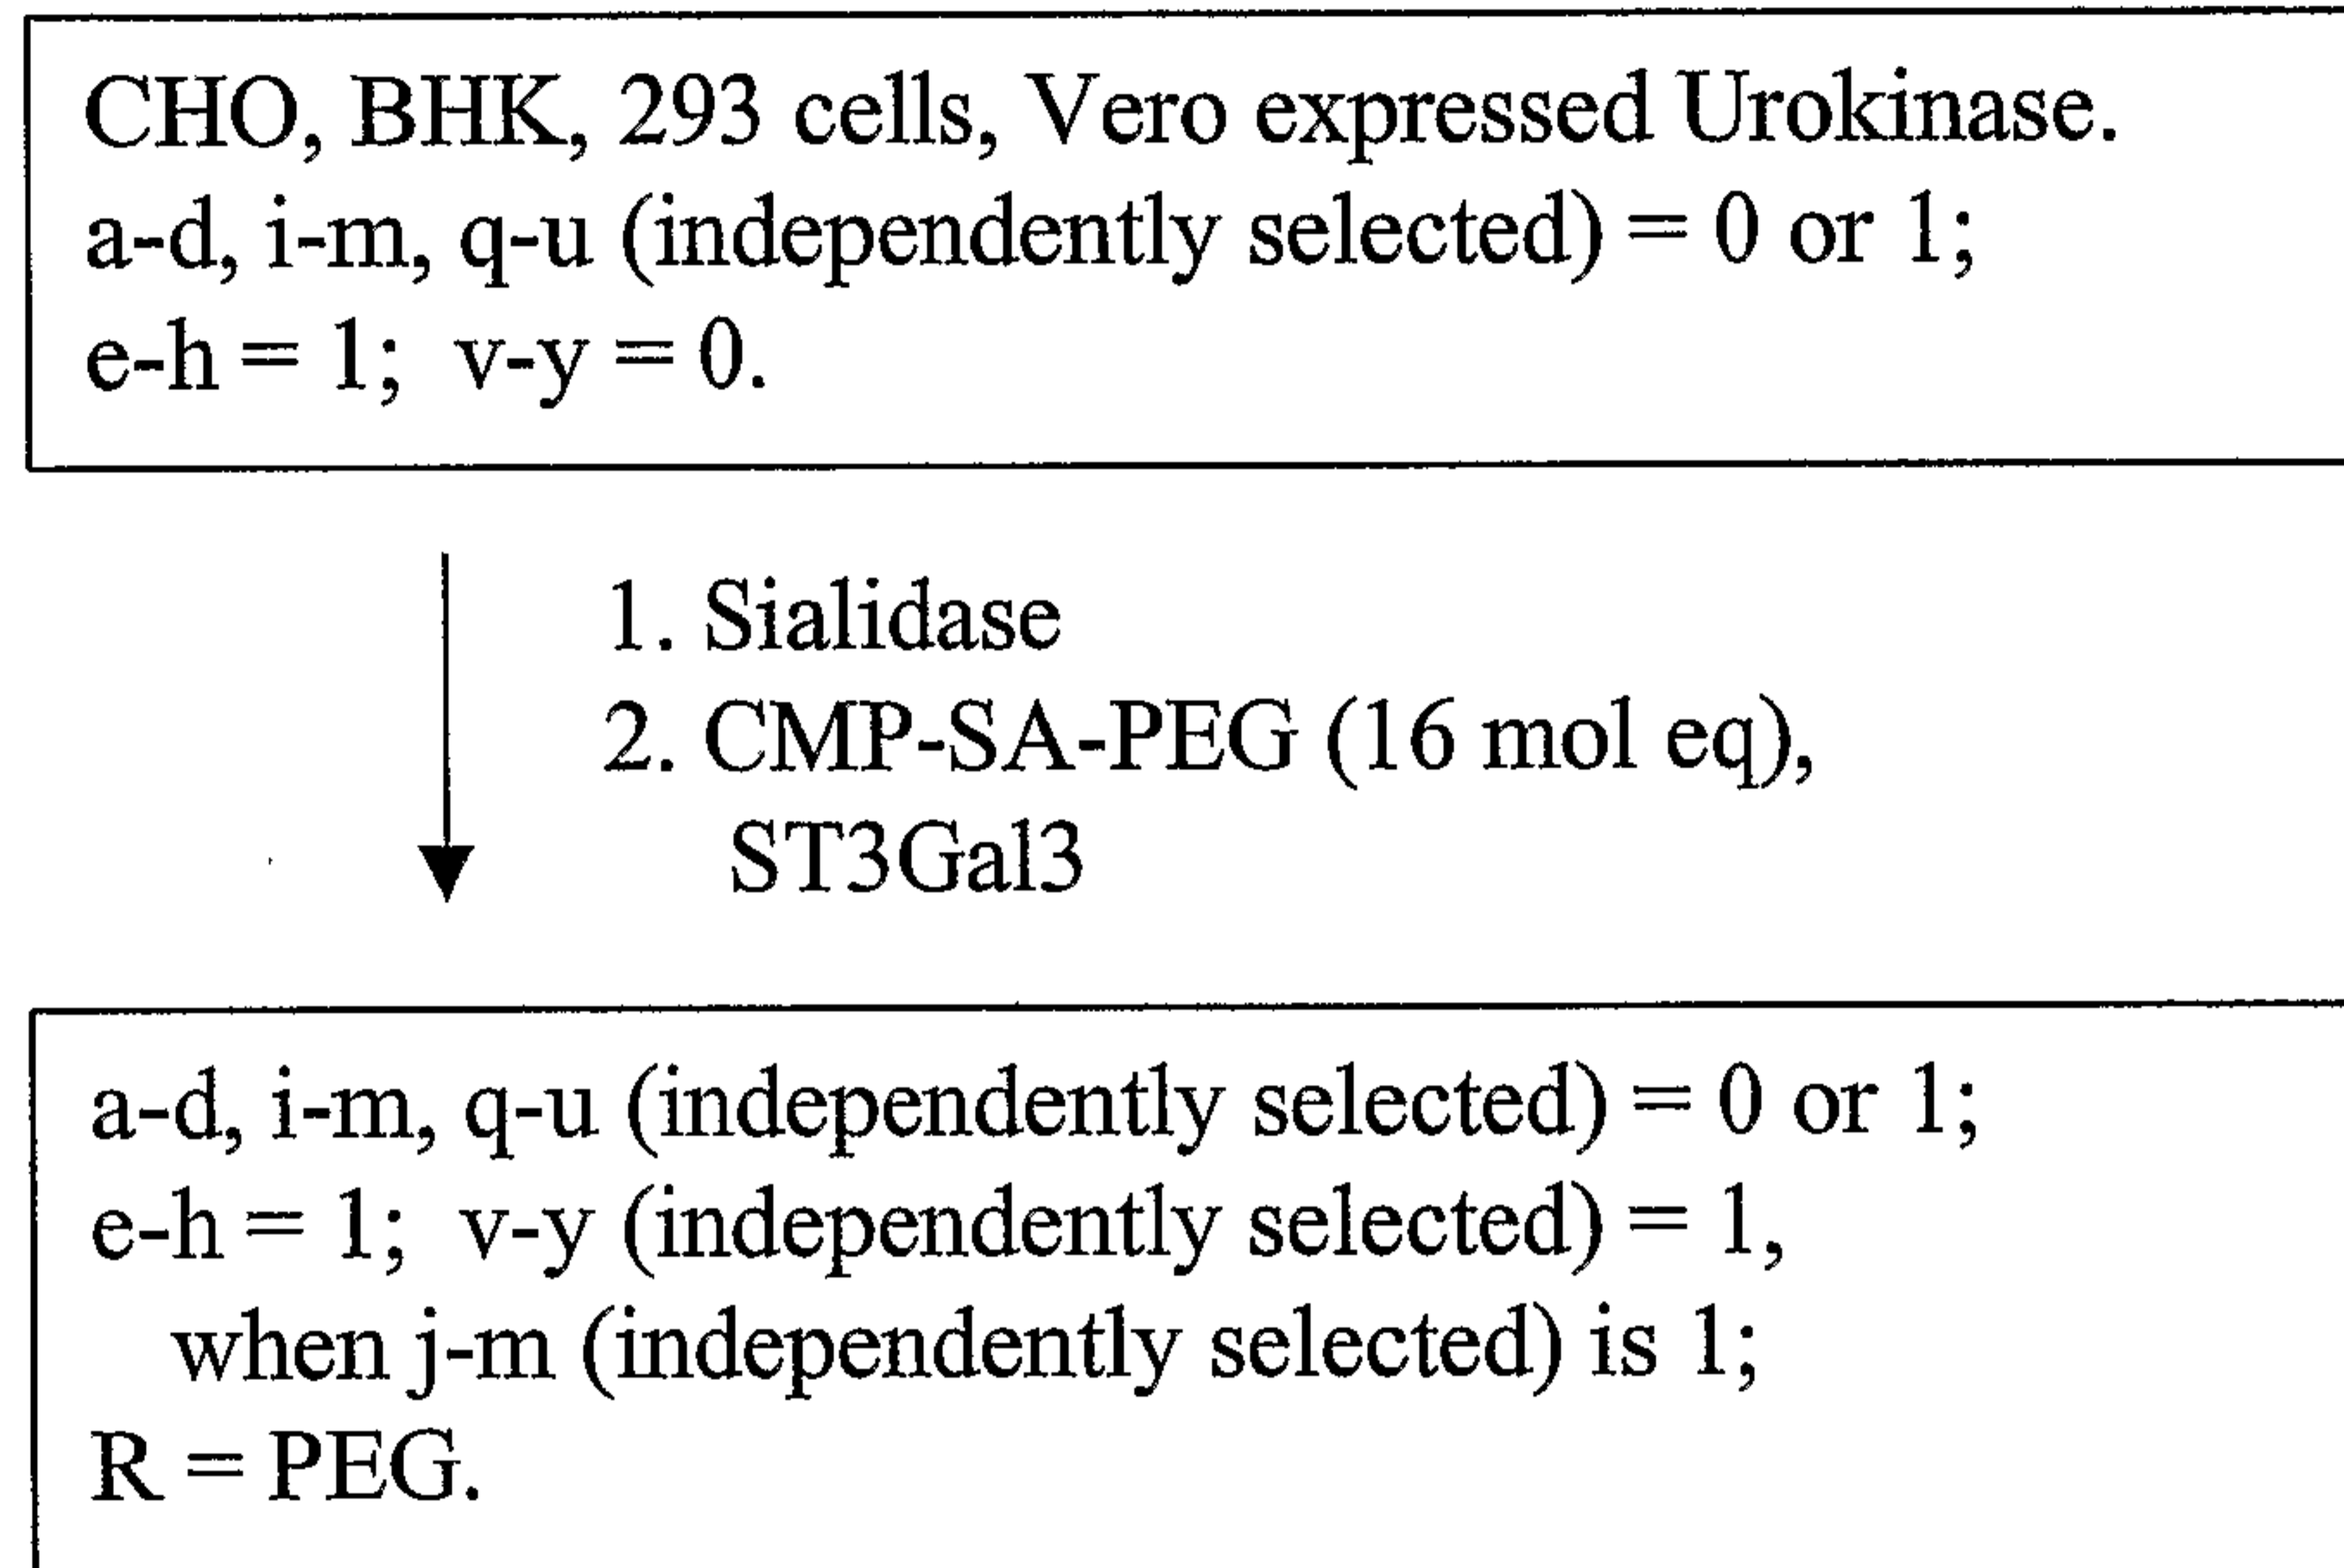 CHO, BHK, 293 cells, Vero expressed Urokinase.
a-d, i-m, q-u (independently selected) = 0 or 1;
e-h = 1; v-y = 0.
1. Sialidase
2. CMP-SA-PEG (16 mol eq),
ST3Gal3
a-d, i-m, q-u (independently selected) = 0 or 1;
e-h = 1; v-y (independently selected) = 1,
when j-m (independently selected) is 1;
R = PEG.